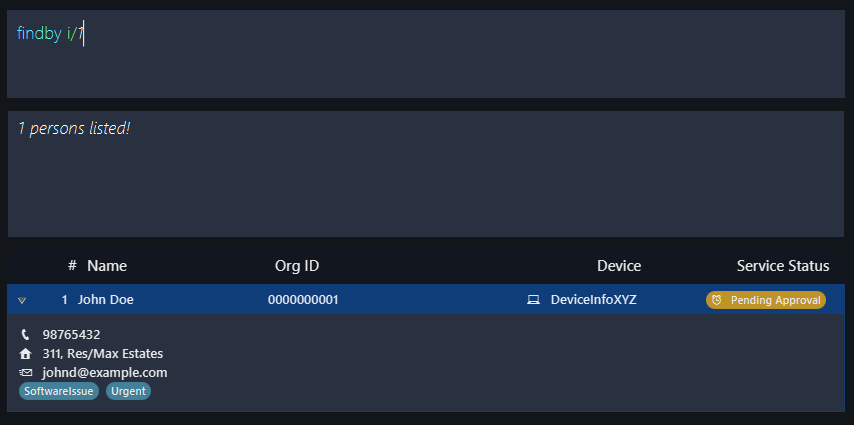 findby i/1
1 persons listed!
# Name Org ID Device Service Status
1 John Doe 0000000001 DeviceInfoXYZ Pending Approval
98765432
311, Res/Max Estates
johnd@example.com
SoftwareIssue Urgent